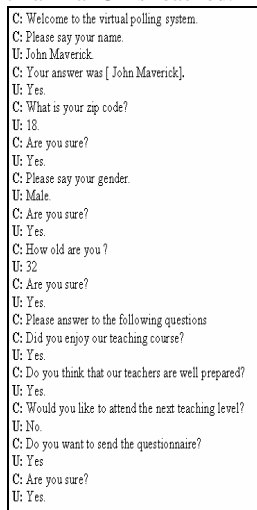 C: Welcome to the virtual polling system.
C: Please say your name.
U: John Maverick.
C: Your answer was [ John Maverick].
U: Yes.
C: What is your zip code?
U: 18.
C: Are you sure?
U: Yes.
C: Please say your gender.
U: Male.
C: Are you sure?
U: Yes.
C: How old are you ?
U: 32
C: Are you sure?
U: Yes.
C: Please answer to the following questions
C: Did you enjoy our teaching course?
U: Yes.
C: Do you think that our teachers are well prepared?
U: Yes.
C: Would you like to attend the next teaching level?
U: No.
C: Do you want to send the questionnaire?
U: Yes
C: Are you sure?
U: Yes.